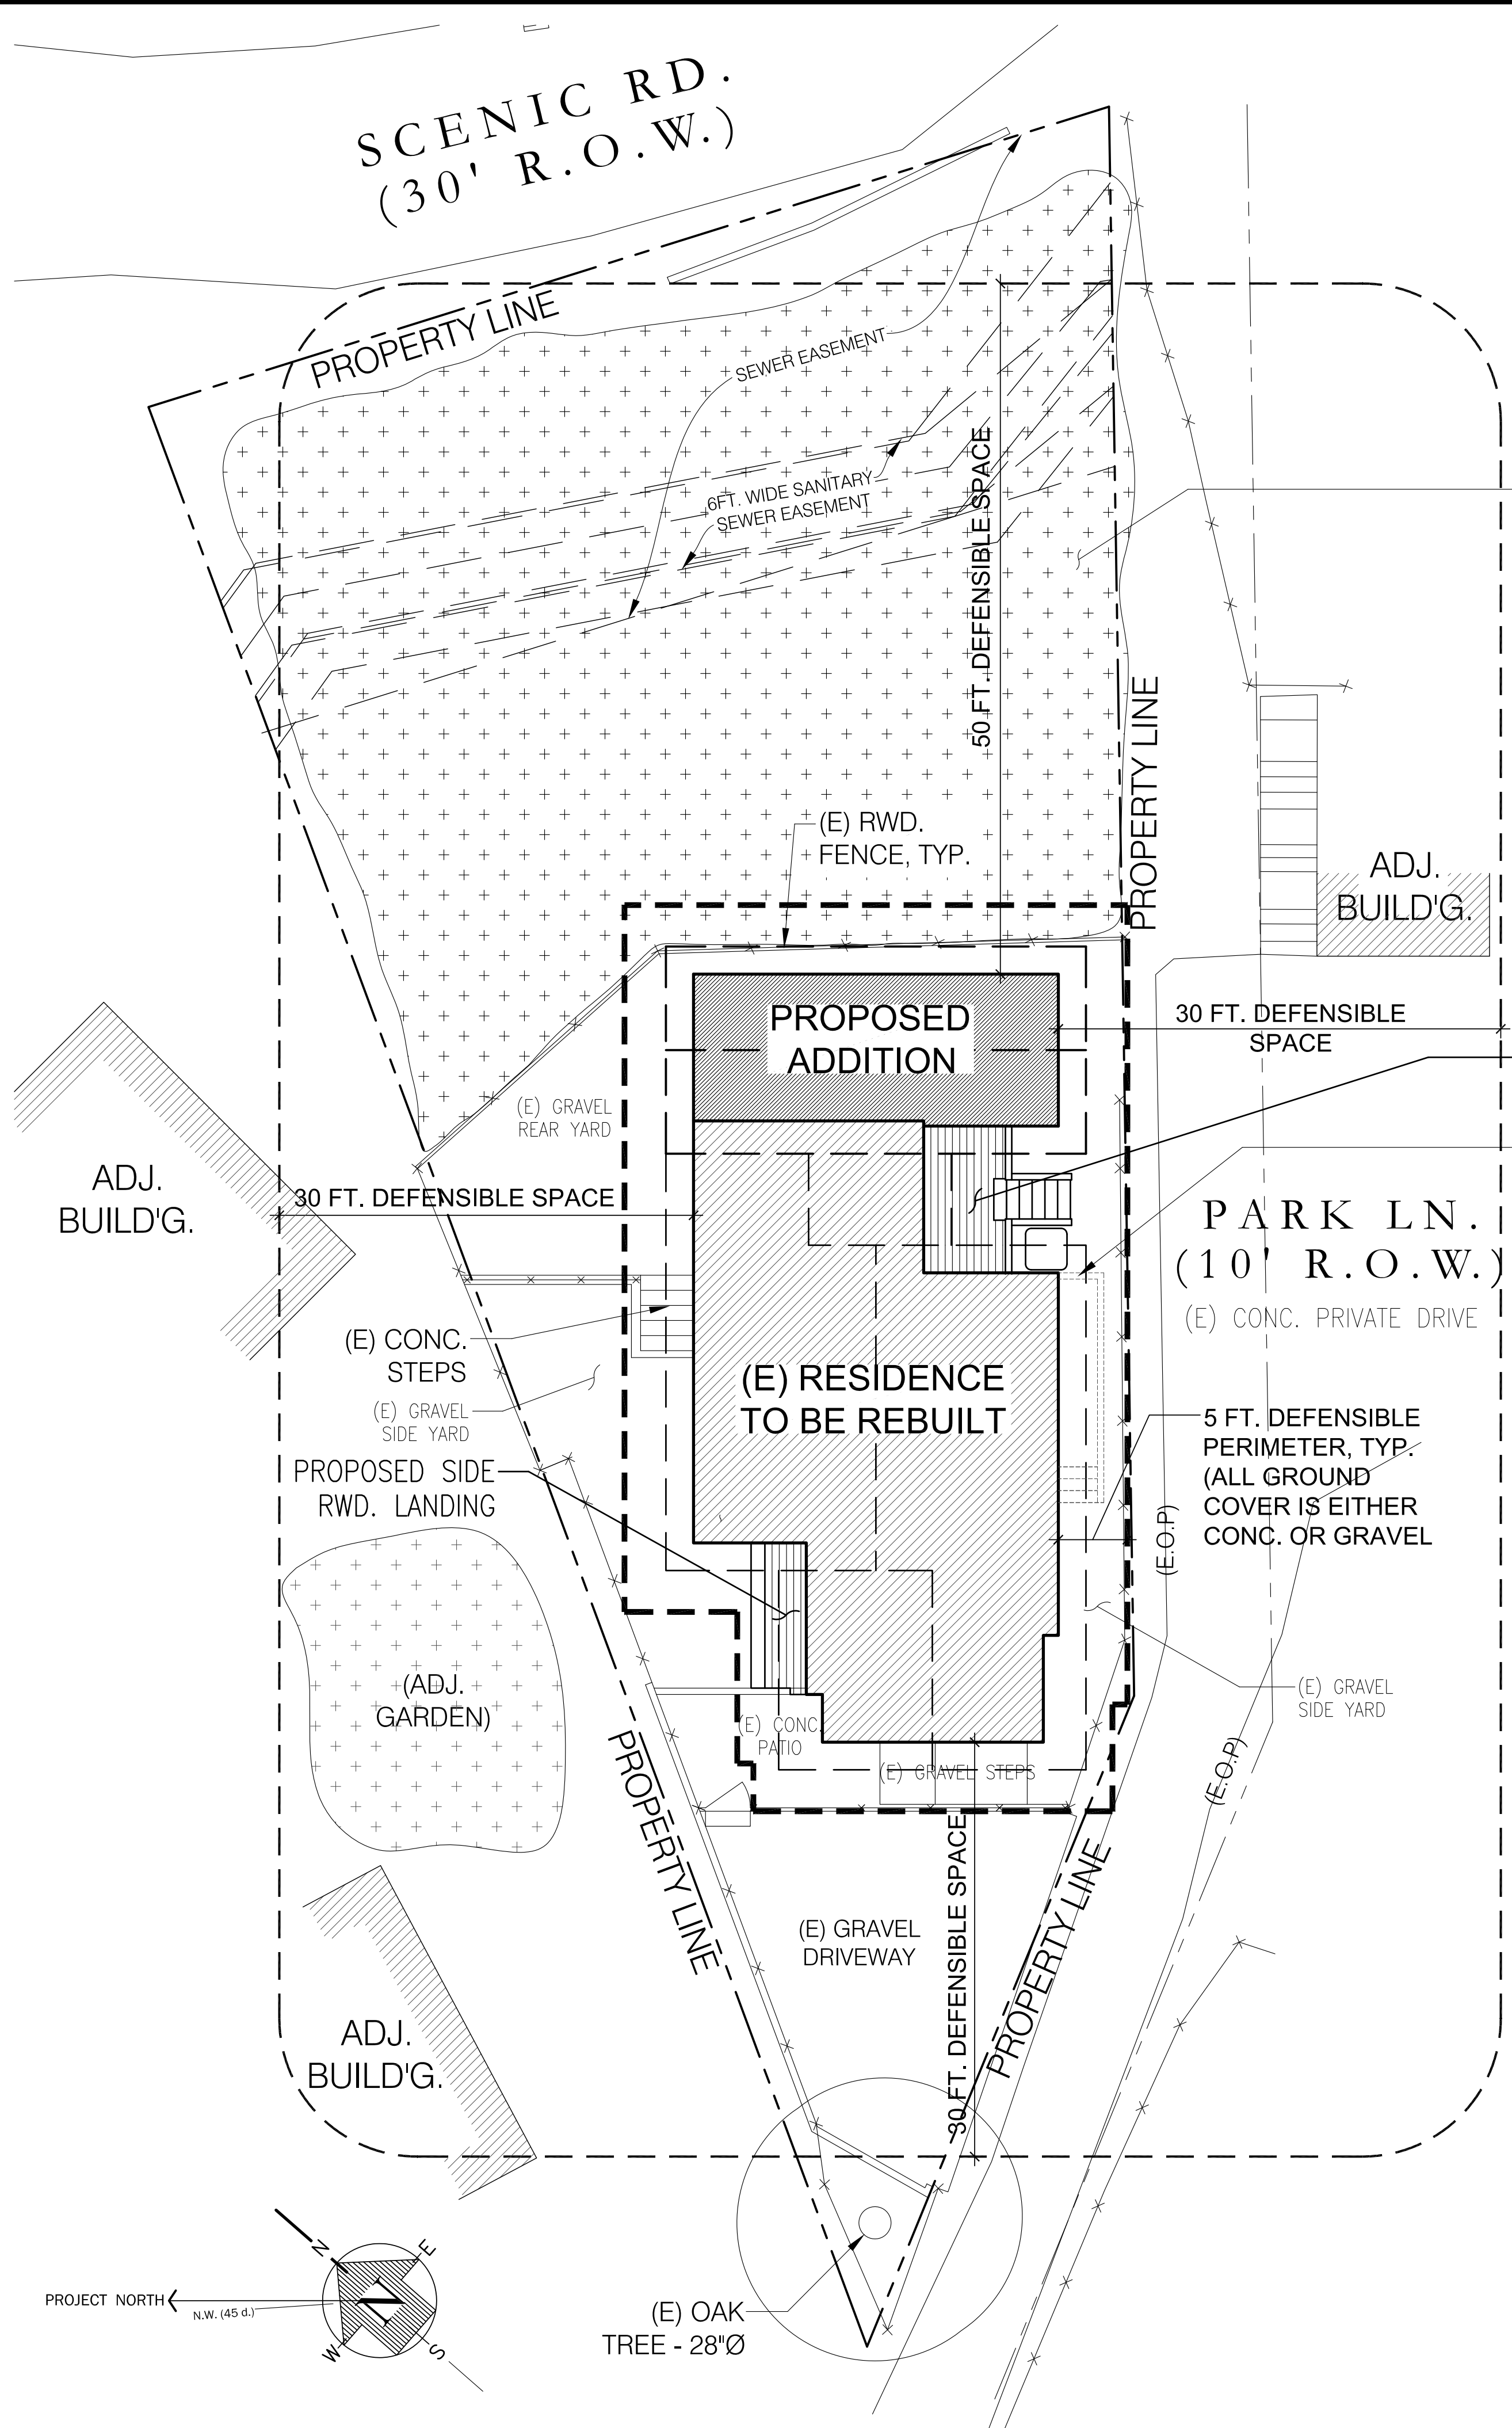 SCENIC RD.
(30' R.O.W.)
PROPERTY LINE
SEWER EASEMENT
6FT. WIDE SANITARY
SEWER EASEMENT
50 FT. DEFENSIBLE SPACE
PROPERTY LINE
(E) RWD.
FENCE, TYP.
ADJ.
BUILD'G.
PROPOSED
ADDITION
30 FT. DEFENSIBLE
SPACE
(E) GRAVEL
REAR YARD
ADJ.
BUILD'G.
30 FT. DEFENSIBLE SPACE
PARK LN.
(10' R.O.W.)
(E) CONC. PRIVATE DRIVE
(E) CONC.
STEPS
(E) RESIDENCE
TO BE REBUILT
(E) GRAVEL
SIDE YARD
5 FT. DEFENSIBLE
PERIMETER, TYP.
(ALL GROUND
COVER IS EITHER
CONC. OR GRAVEL
PROPOSED SIDE
RWD. LANDING
(E.O.P)
(ADJ.
GARDEN)
(E) GRAVEL
SIDE YARD
(E) CONC.
PATIO
(E) GRAVEL STEPS
(E.O.P)
PROPERTY LINE
30 FT. DEFENSIBLE SPACE
PROPERTY LINE
(E) GRAVEL
DRIVEWAY
ADJ.
BUILD'G.
N
E
PROJECT NORTH
N.W. (45 d.)
N
W
S
(E) OAK
TREE - 28"Ø